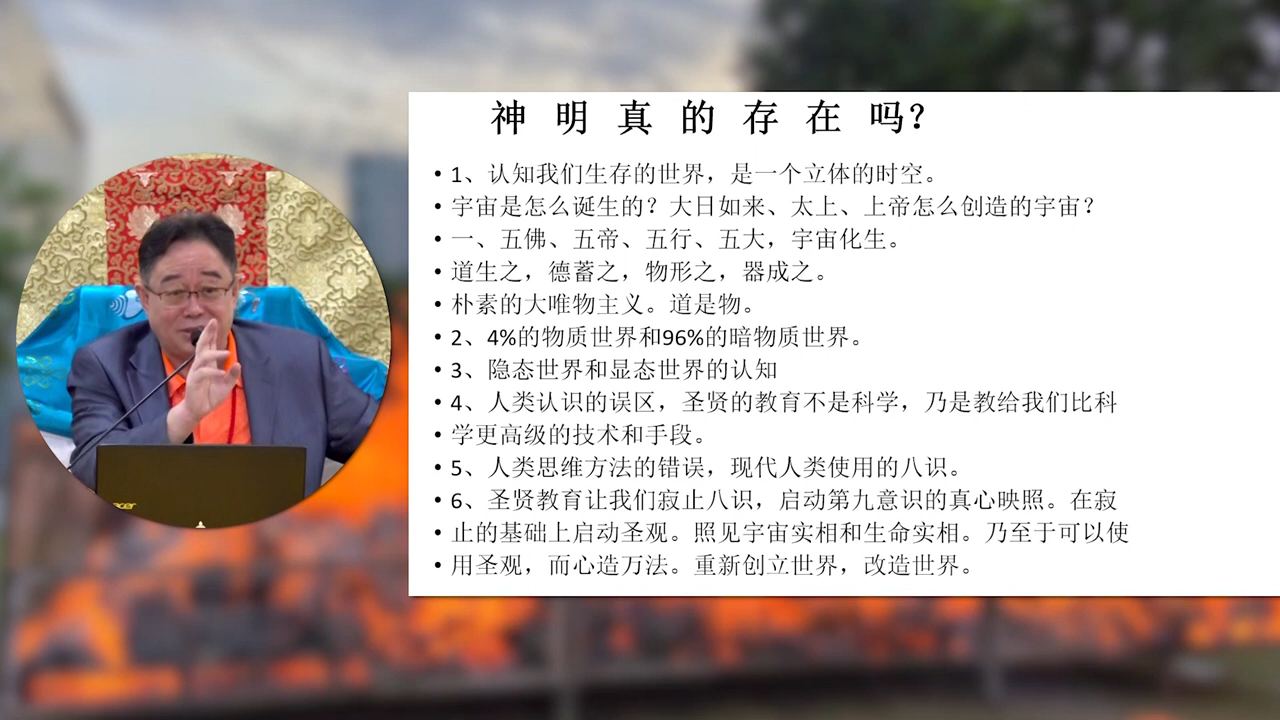 神明真的存在吗？
• 1、认知我们生存的世界，是一个立体的时空。
• 宇宙是怎么诞生的？大日如来、太上、上帝怎么创造的宇宙？
• 一、五佛、五帝、五行、五大，宇宙化生。
• 道生之，德蓄之，物形之，器成之。
• 朴素的大唯物主义。道是物。
• 2、4%的物质世界和96%的暗物质世界。
• 3、隐态世界和显态世界的认知
• 4、人类认识的误区，圣贤的教育不是科学，乃是教给我们比科
• 学更高级的技术和手段。
• 5、人类思维方法的错误，现代人类使用的八识。
• 6、圣贤教育让我们寂止八识，启动第九意识的真心映照。在寂
• 止的基础上启动圣观。照见宇宙实相和生命实相。乃至于可以使
• 用圣观，而心造万法。重新创立世界，改造世界。
acer